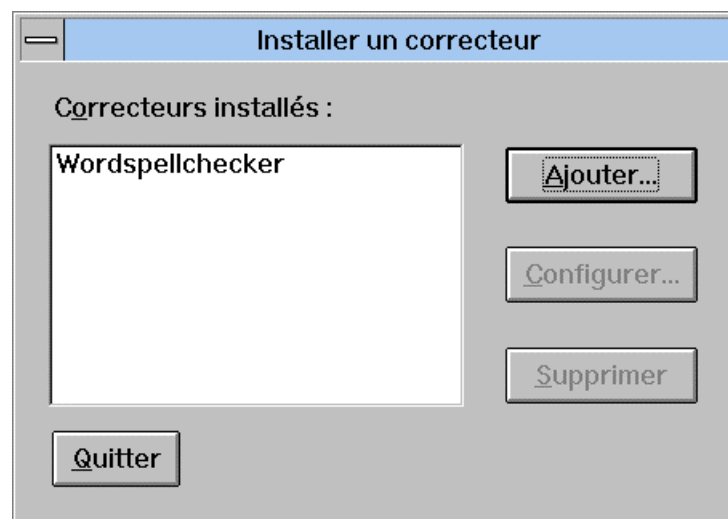 Installer un correcteur
Correcteurs installés :
Wordspellchecker
Ajouter...
Configurer...
Supprimer
Quitter